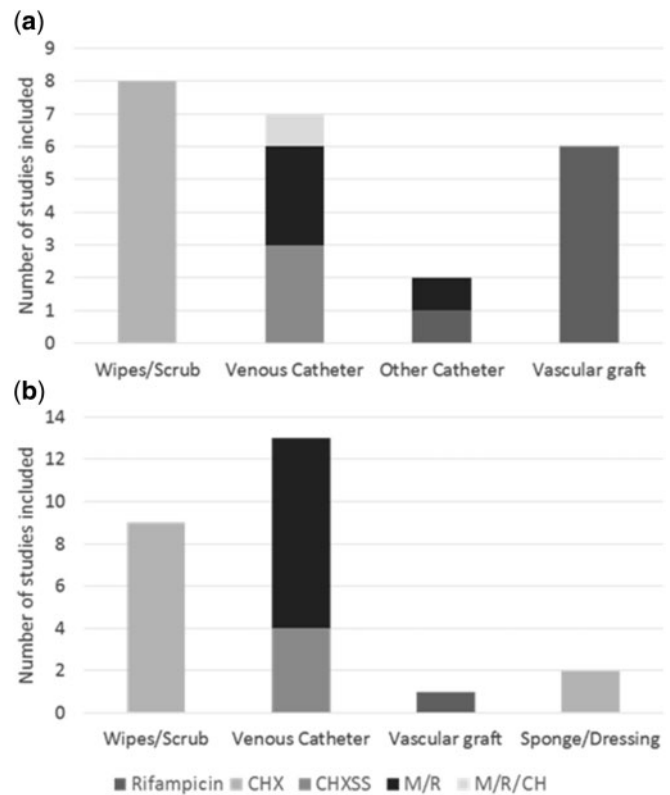 (a)
Number of studies included
9
8
7
6
5
4
3
2
1
0
Wipes/Scrub Venous Catheter Other Catheter Vascular graft
(b)
Number of studies included
14
12
10
8
6
4
2
0
Wipes/Scrub Venous Catheter Vascular graft Sponge/Dressing
Rifampicin CHX CHXSS M/R M/R/CH